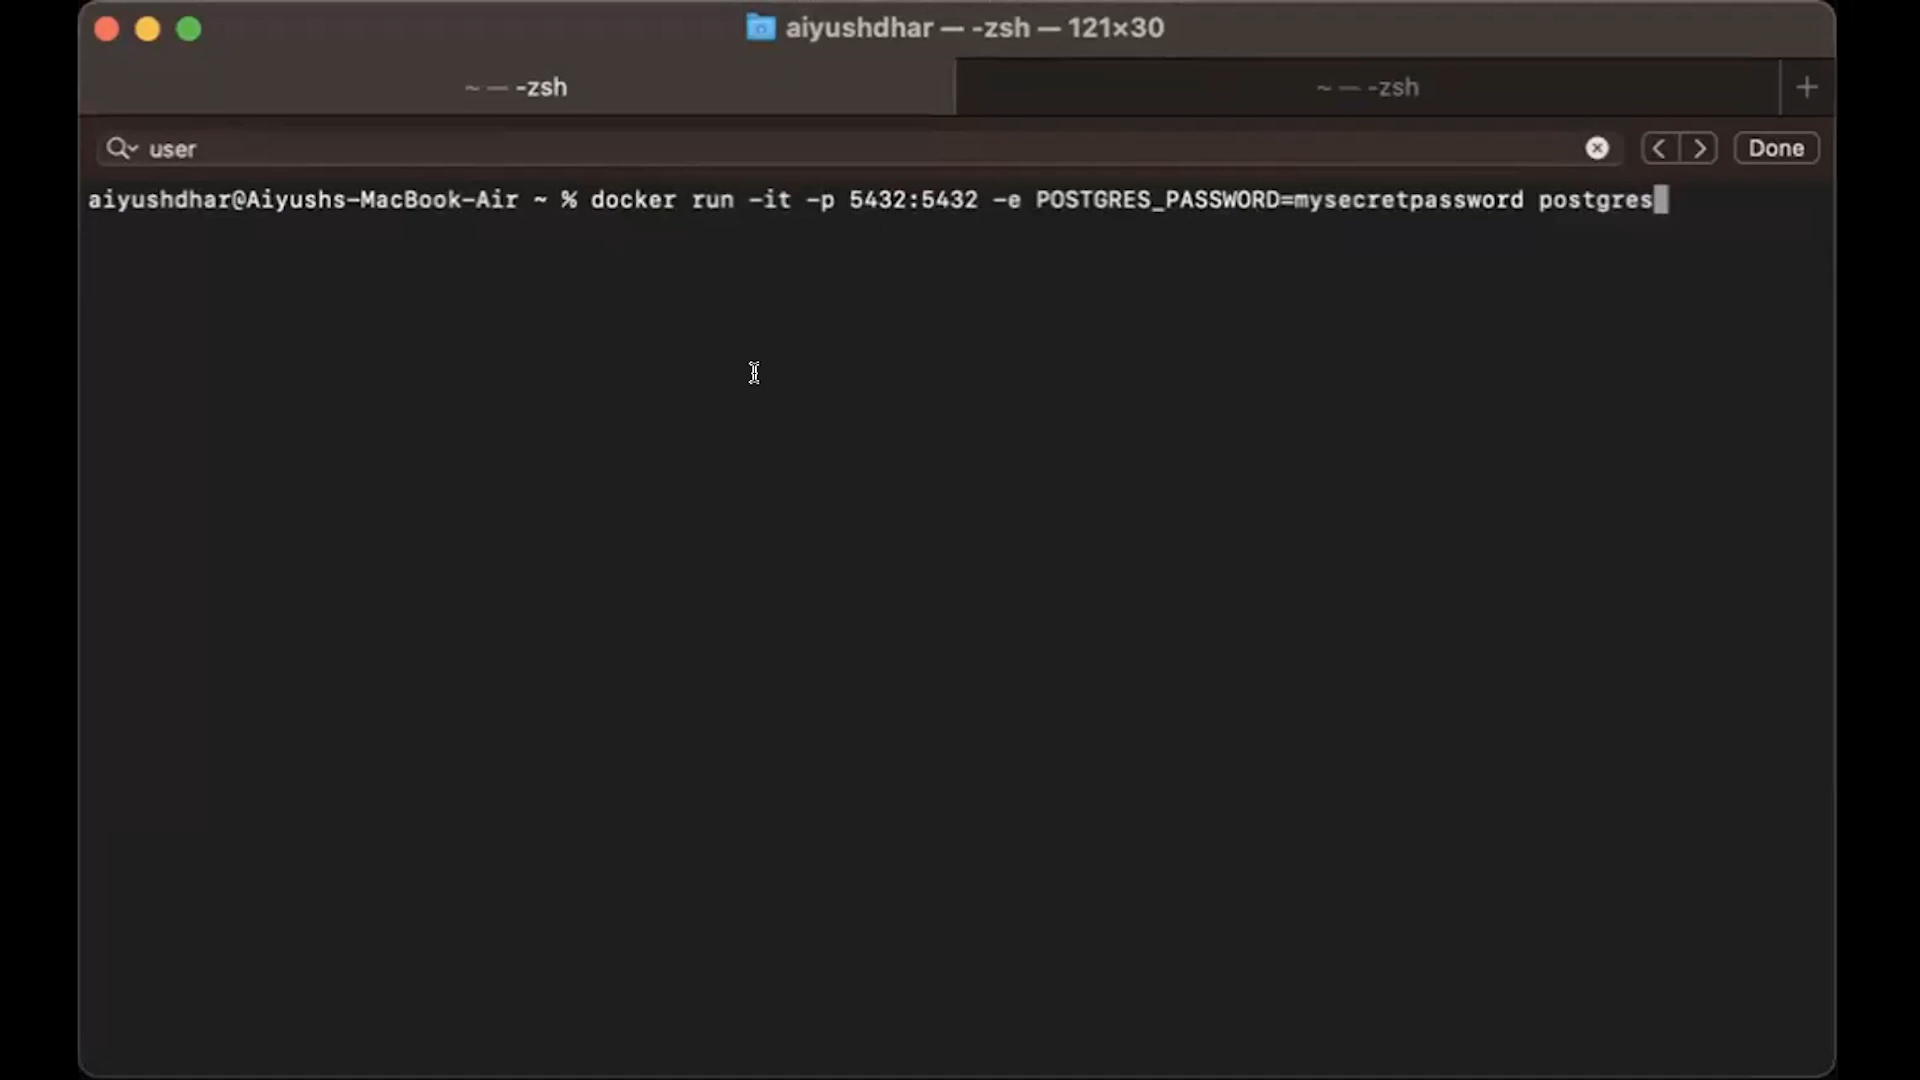 aiyushdhar — -zsh — 121×30
~ — -zsh
~ — -zsh
user
Done
aiyushdhar@Aiyushs-MacBook-Air ~ % docker run -it -p 5432:5432 -e POSTGRES_PASSWORD=mysecretpassword postgres